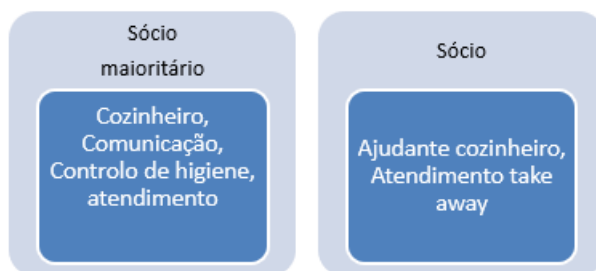 Sócio
maioritário
Cozinheiro,
Comunicação,
Controlo de higiene,
atendimento
Sócio
Ajudante cozinheiro,
Atendimento take
away